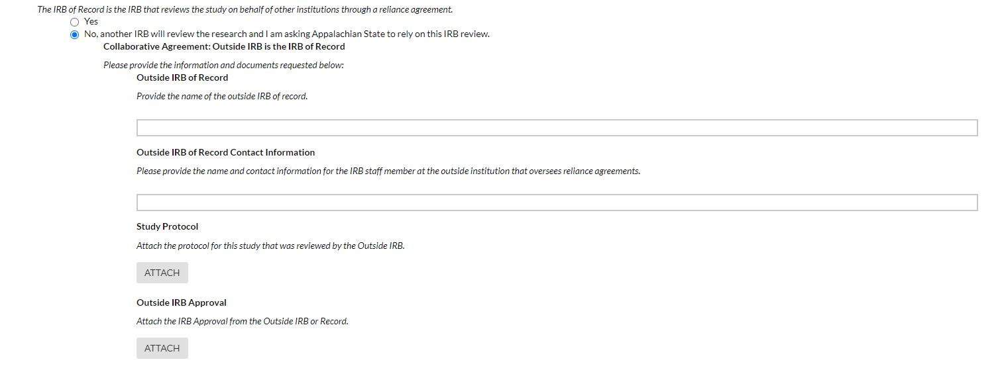 The IRB of Record is the IRB that reviews the study on behalf of other institutions through a reliance agreement.
Yes
No, another IRB will review the research and I am asking Appalachian State to rely on this IRB review.
Collaborative Agreement: Outside IRB is the IRB of Record
Please provide the information and documents requested below:
Outside IRB of Record
Provide the name of the outside IRB of record.
Outside IRB of Record Contact Information
Please provide the name and contact information for the IRB staff member at the outside institution that oversees reliance agreements.
Study Protocol
Attach the protocol for this study that was reviewed by the Outside IRB.
ATTACH
Outside IRB Approval
Attach the IRB Approval from the Outside IRB or Record.
ATTACH